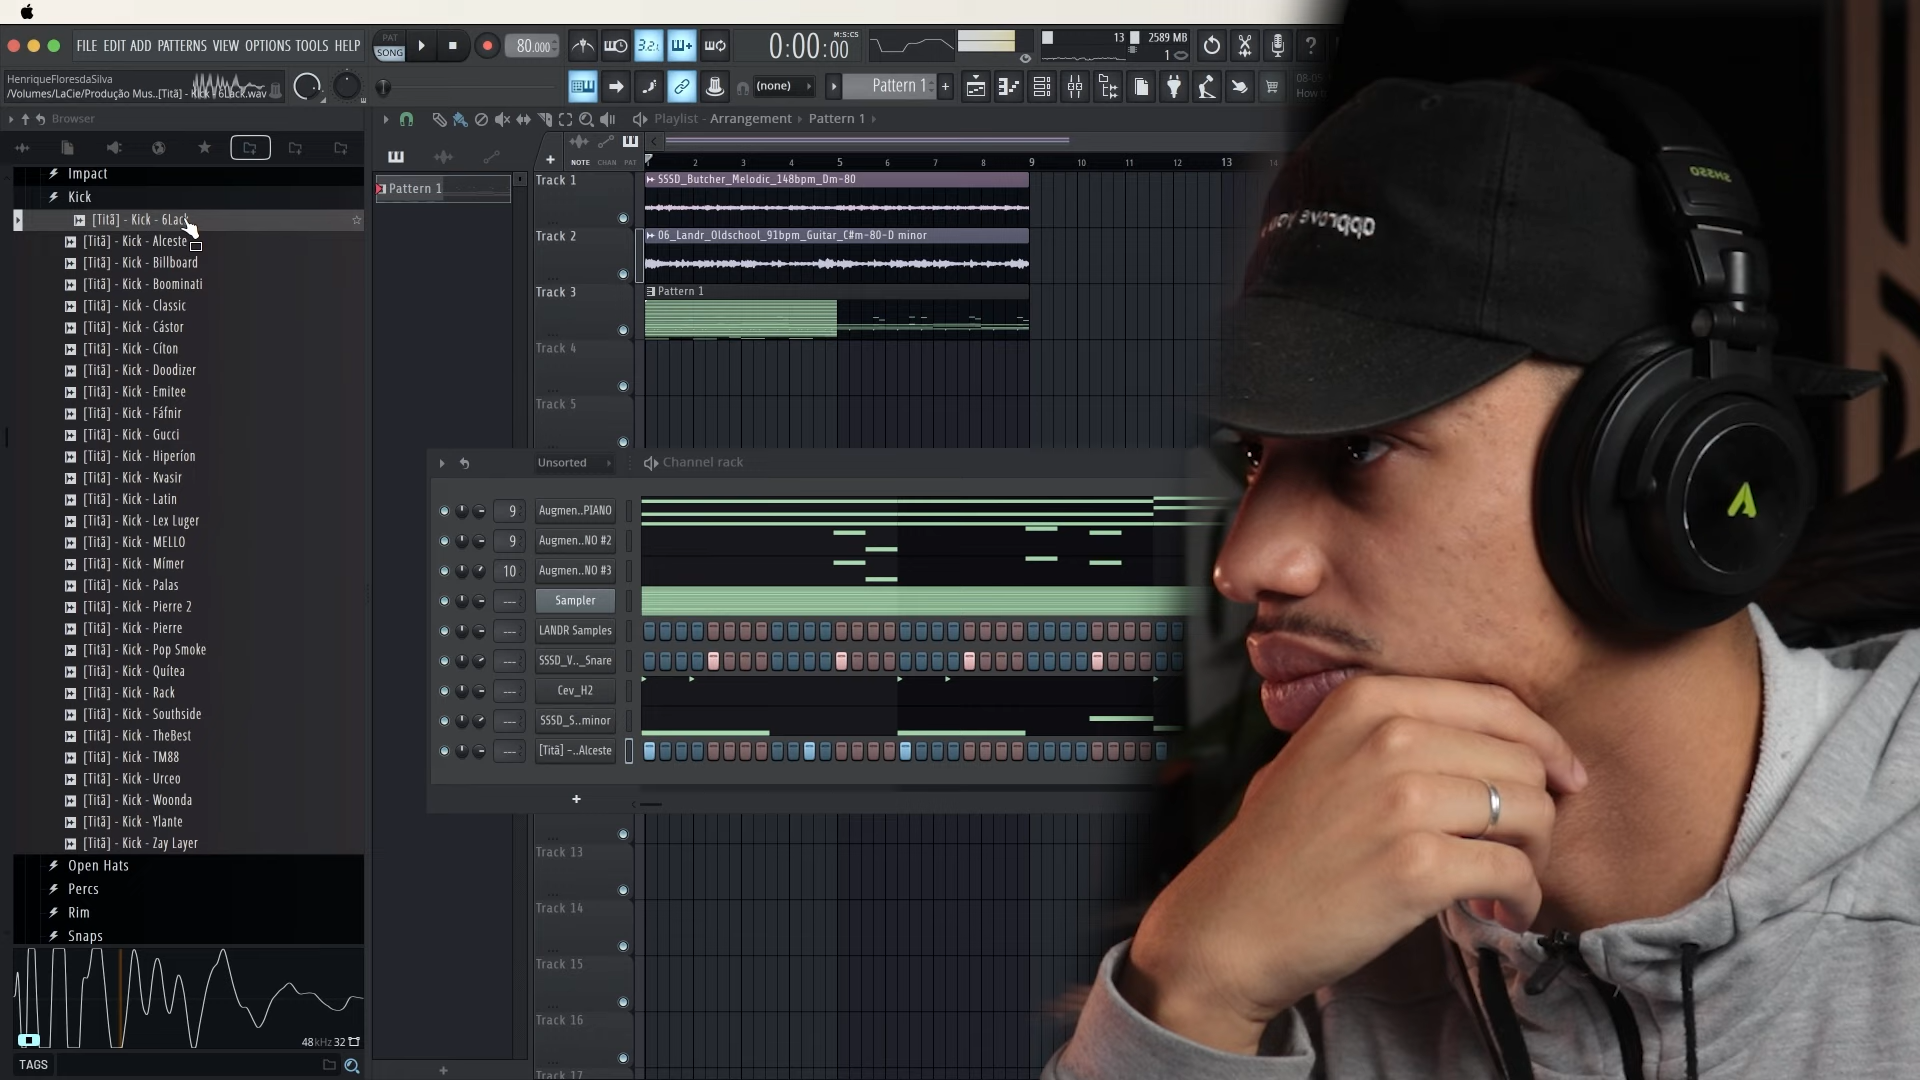 FILE EDIT ADD PATTERNS VIEW OPTIONS TOOLS HELP
PAT
SONG
80.000
3.2.
0:00:00
M:S:CS
13
2589 MB
1
?
HenriqueFloresdaSilva
/Volumes/LaCie/Produção Mus..[Titã] - Kick - 6Lack.wav
(none)
Pattern 1
+
08-05
Browser
Playlist - Arrangement
Pattern 1
NOTE CHAN PAT
2 3 4 5 6 7 8 9 10 11 12 13 14
Impact
Kick
[Titã] - Kick - 6Lack
[Titã] - Kick - Alceste
[Titã] - Kick - Billboard
[Titã] - Kick - Boominati
[Titã] - Kick - Classic
[Titã] - Kick - Cástor
[Titã] - Kick - Cíton
[Titã] - Kick - Doodizer
[Titã] - Kick - Emitee
[Titã] - Kick - Fáfnir
[Titã] - Kick - Gucci
[Titã] - Kick - Hiperíon
[Titã] - Kick - Kvasir
[Titã] - Kick - Latin
[Titã] - Kick - Lex Luger
[Titã] - Kick - MELLO
[Titã] - Kick - Mímer
[Titã] - Kick - Palas
[Titã] - Kick - Pierre 2
[Titã] - Kick - Pierre
[Titã] - Kick - Pop Smoke
[Titã] - Kick - Quítea
[Titã] - Kick - Rack
[Titã] - Kick - Southside
[Titã] - Kick - TheBest
[Titã] - Kick - TM88
[Titã] - Kick - Urceo
[Titã] - Kick - Woonda
[Titã] - Kick - Ylante
[Titã] - Kick - Zay Layer
Open Hats
Percs
Rim
Snaps
48kHz 32
TAGS
Pattern 1
Track 1
SSSD_Butcher_Melodic_148bpm_Dm-80
Track 2
06_Landr_Oldschool_91bpm_Guitar_C#m-80-D minor
Track 3
Pattern 1
Track 4
Track 5
Unsorted
Channel rack
9 Augmen..PIANO
9 Augmen..NO #2
10 Augmen..NO #3
--- Sampler
--- LANDR Samples
--- SSSD_V.._Snare
--- Cev_H2
--- SSSD_S..minor
--- [Titã] -..Alceste
+
Track 13
Track 14
Track 15
Track 16
Track 17
approve
SH520